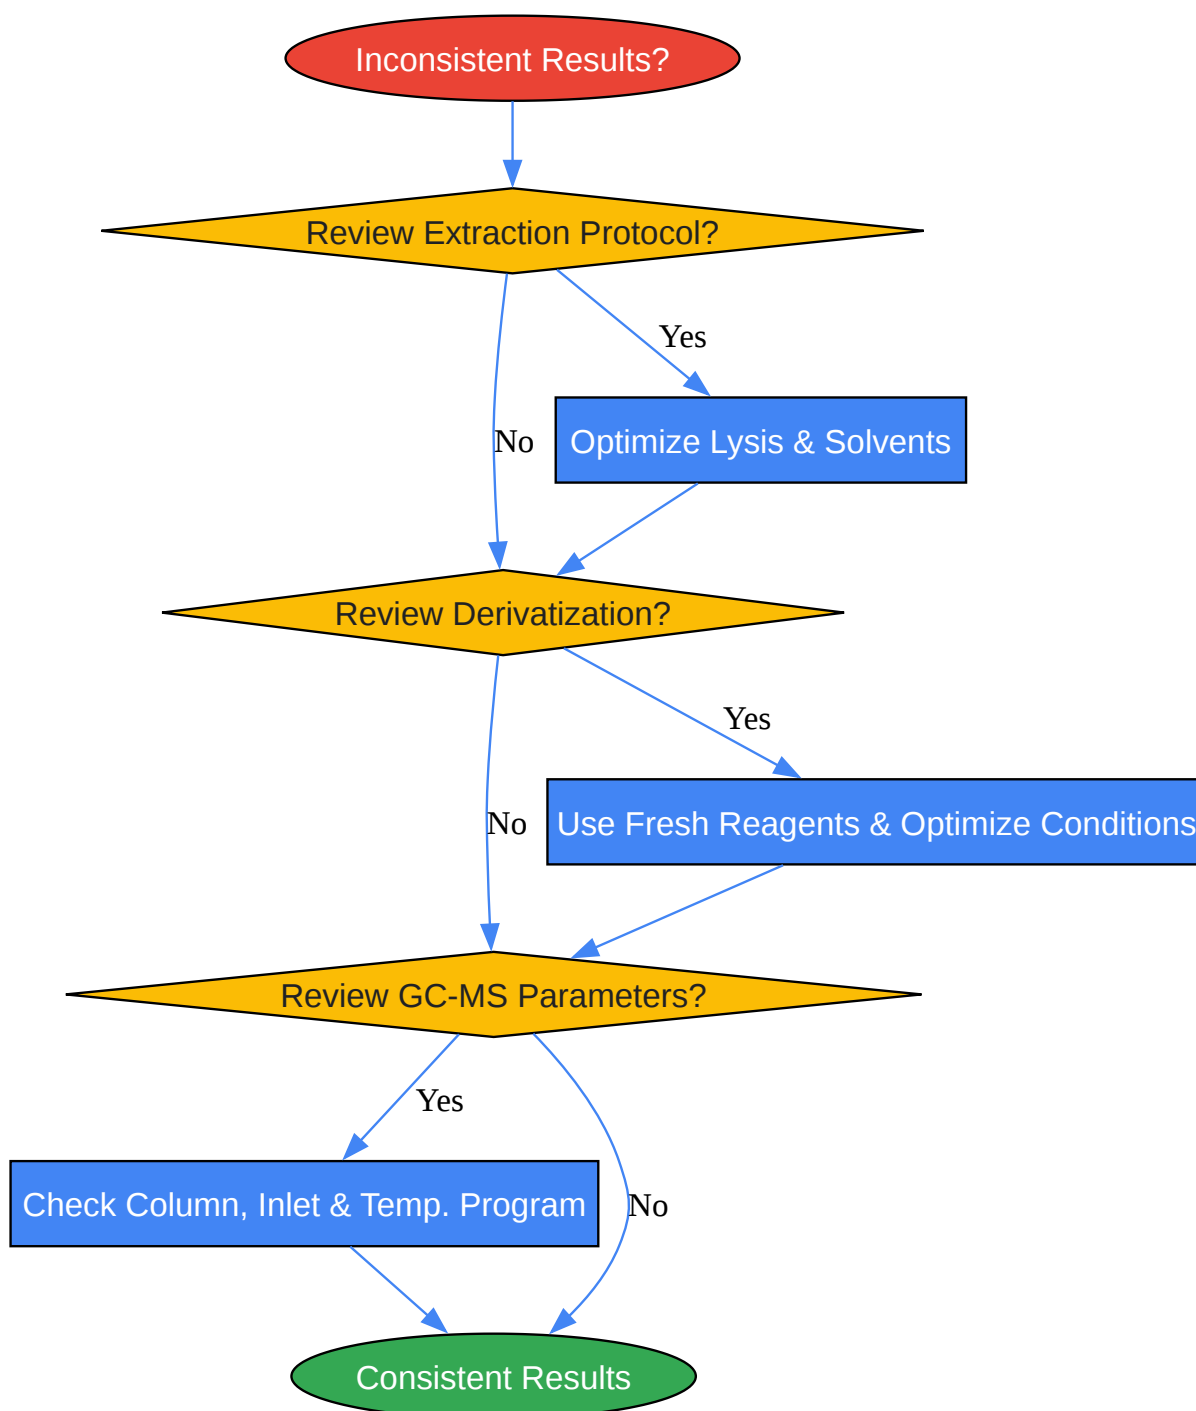 Inconsistent Results?
Review Extraction Protocol?
Yes
No
Optimize Lysis & Solvents
Review Derivatization?
Yes
No
Use Fresh Reagents & Optimize Conditions
Review GC-MS Parameters?
Yes
Check Column, Inlet & Temp. Program
No
Consistent Results